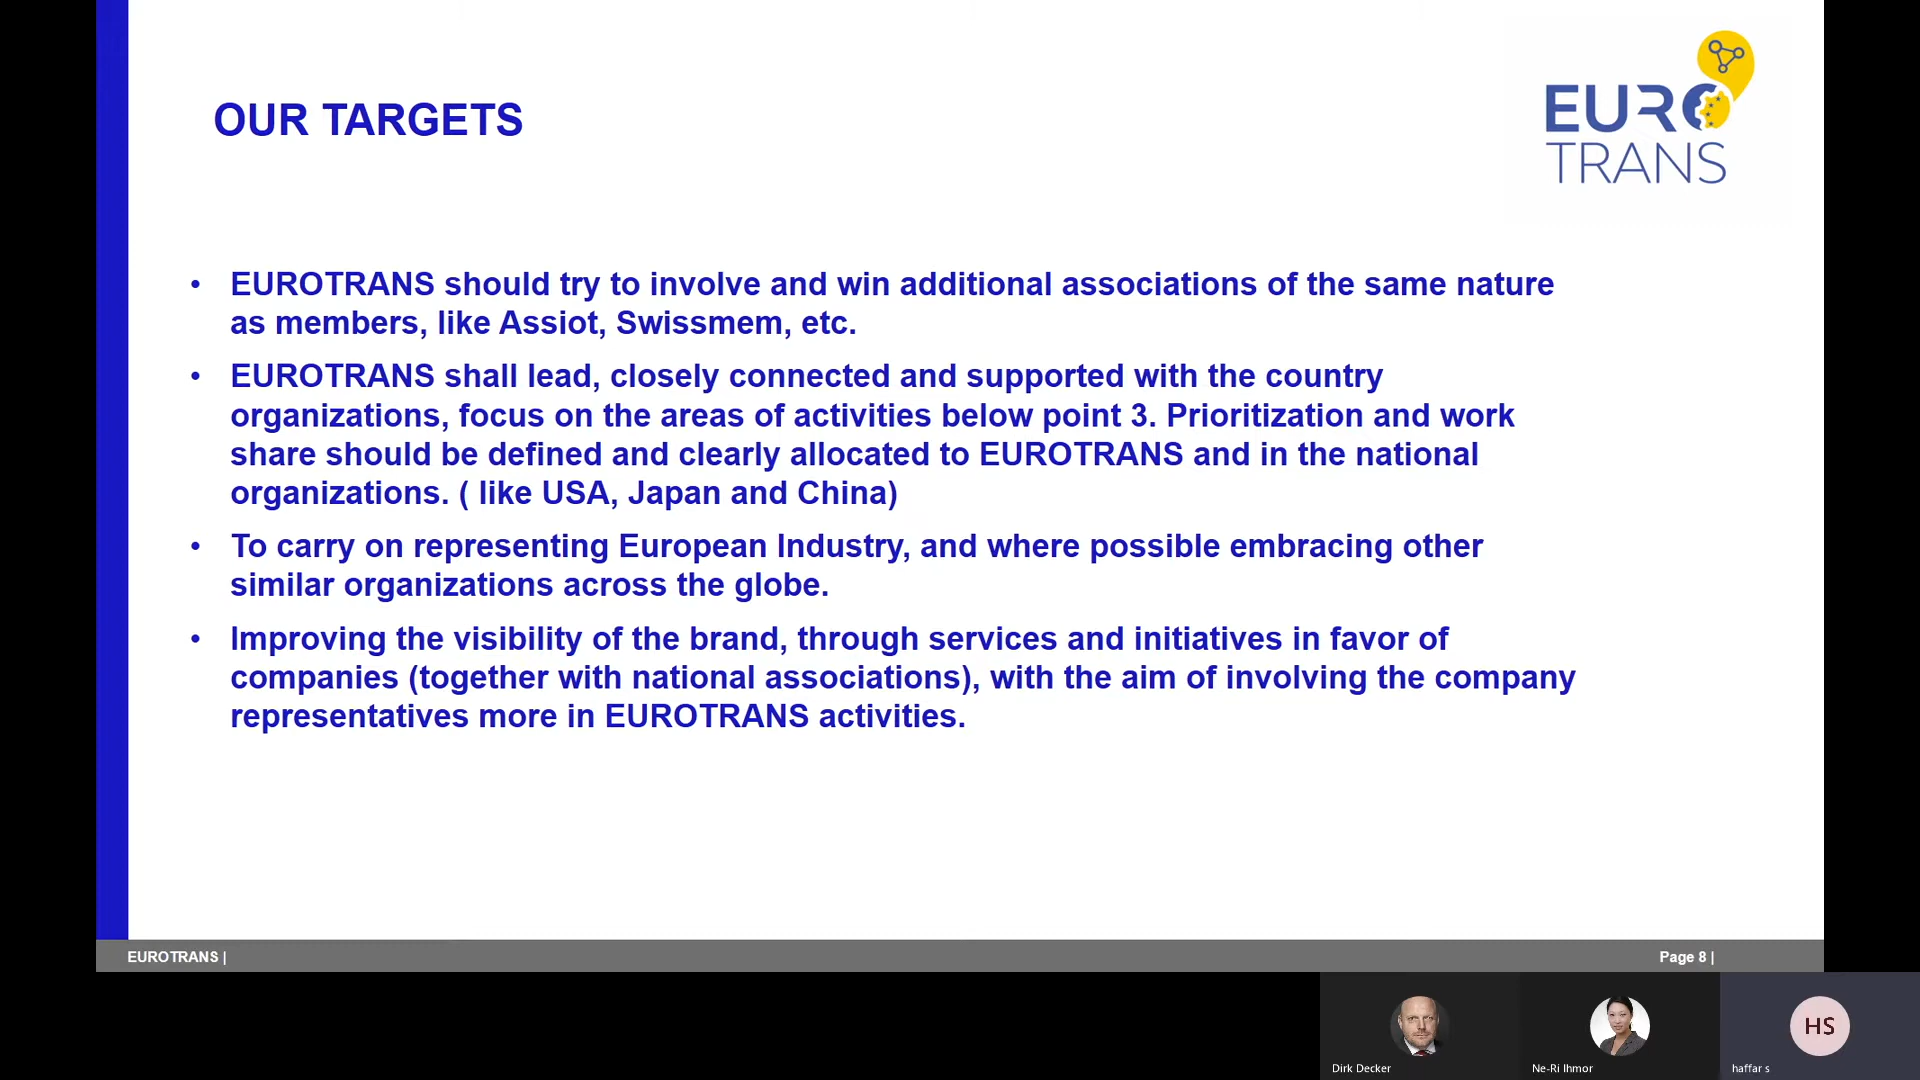 OUR TARGETS
EURO
TRANS
• EUROTRANS should try to involve and win additional associations of the same nature
as members, like Assiot, Swissmem, etc.
• EUROTRANS shall lead, closely connected and supported with the country
organizations, focus on the areas of activities below point 3. Prioritization and work
share should be defined and clearly allocated to EUROTRANS and in the national
organizations. ( like USA, Japan and China)
• To carry on representing European Industry, and where possible embracing other
similar organizations across the globe.
• Improving the visibility of the brand, through services and initiatives in favor of
companies (together with national associations), with the aim of involving the company
representatives more in EUROTRANS activities.
EUROTRANS |
Page 8 |
HS
Dirk Decker
Ne-Ri Ihmor
haffar s